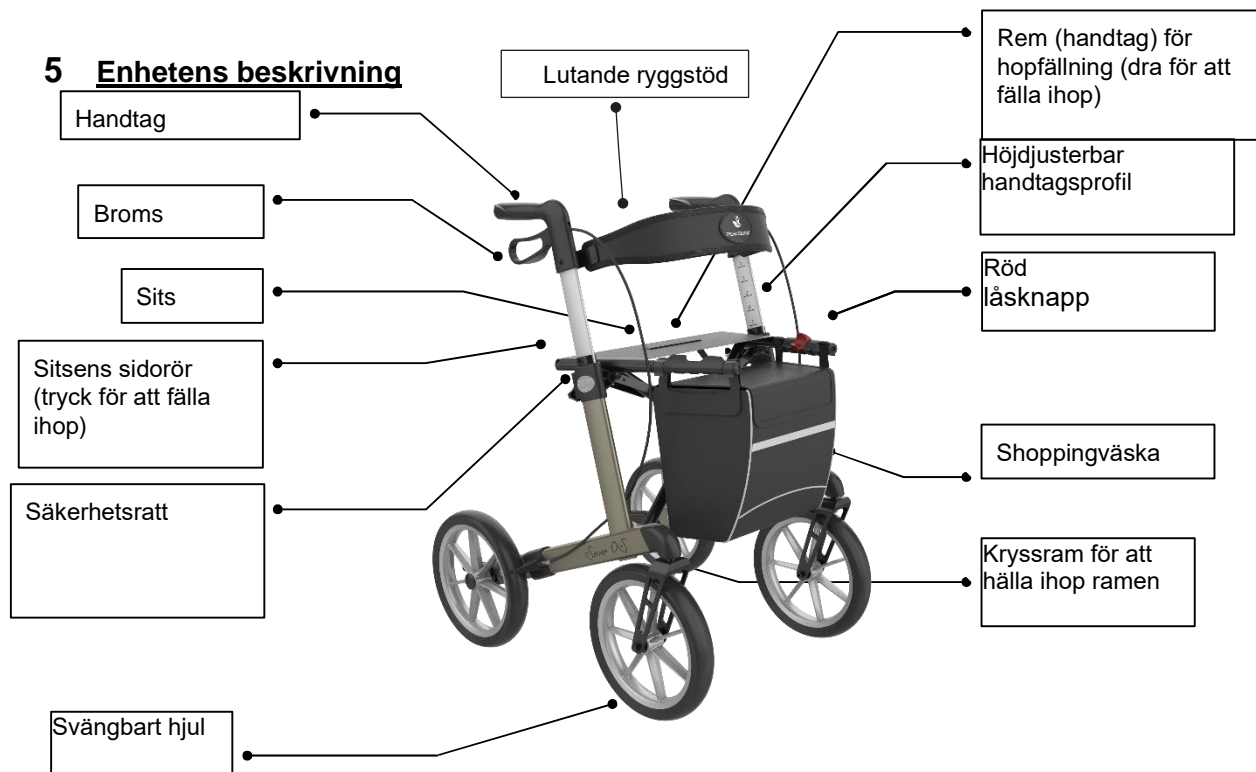 5 Enhetens beskrivning
Lutande ryggstöd
Rem (handtag) för
hopfällning (dra för att
fälla ihop)
Handtag
Höjdjusterbar
handtagsprofil
Broms
Röd
låsknapp
Sits
Sitsens sidorör
(tryck för att fälla
ihop)
Shoppingväska
Säkerhetsratt
Kryssram för att
hälla ihop ramen
Svängbart hjul